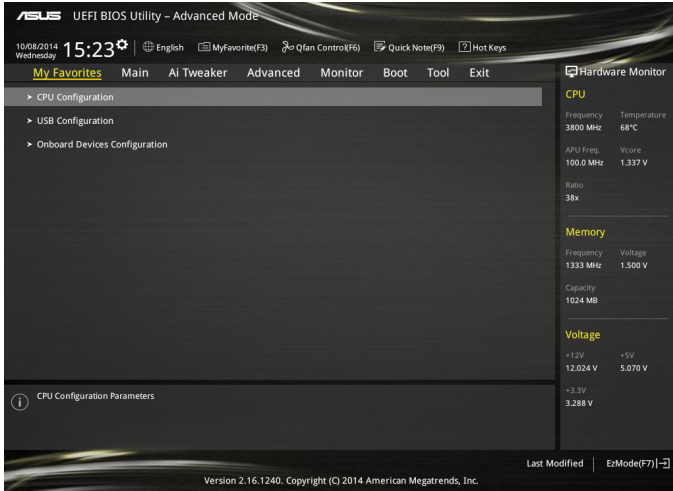 ASUS UEFI BIOS Utility – Advanced Mode
10/08/2014
Wednesday
15:23
English
MyFavorite(F3)
Qfan Control(F6)
Quick Note(F9)
? Hot Keys
My Favorites Main Ai Tweaker Advanced Monitor Boot Tool Exit
> CPU Configuration
> USB Configuration
> Onboard Devices Configuration
Hardware Monitor
CPU
Frequency Temperature
3800 MHz 68°C
APU Freq. Vcore
100.0 MHz 1.337 V
Ratio
38x
Memory
Frequency Voltage
1333 MHz 1.500 V
Capacity
1024 MB
Voltage
+12V +5V
12.024 V 5.070 V
+3.3V
3.288 V
i CPU Configuration Parameters
Last Modified EzMode(F7)
Version 2.16.1240. Copyright (C) 2014 American Megatrends, Inc.